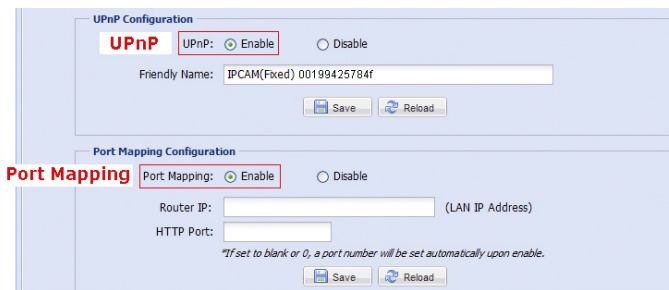 UPnP Configuration
UPnP UPnP: Enable Disable
Friendly Name: IPCAM(Fixed) 00199425784f
Save Reload
Port Mapping Configuration
Port Mapping Port Mapping: Enable Disable
Router IP: (LAN IP Address)
HTTP Port:
*If set to blank or 0, a port number will be set automatically upon enable.
Save Reload